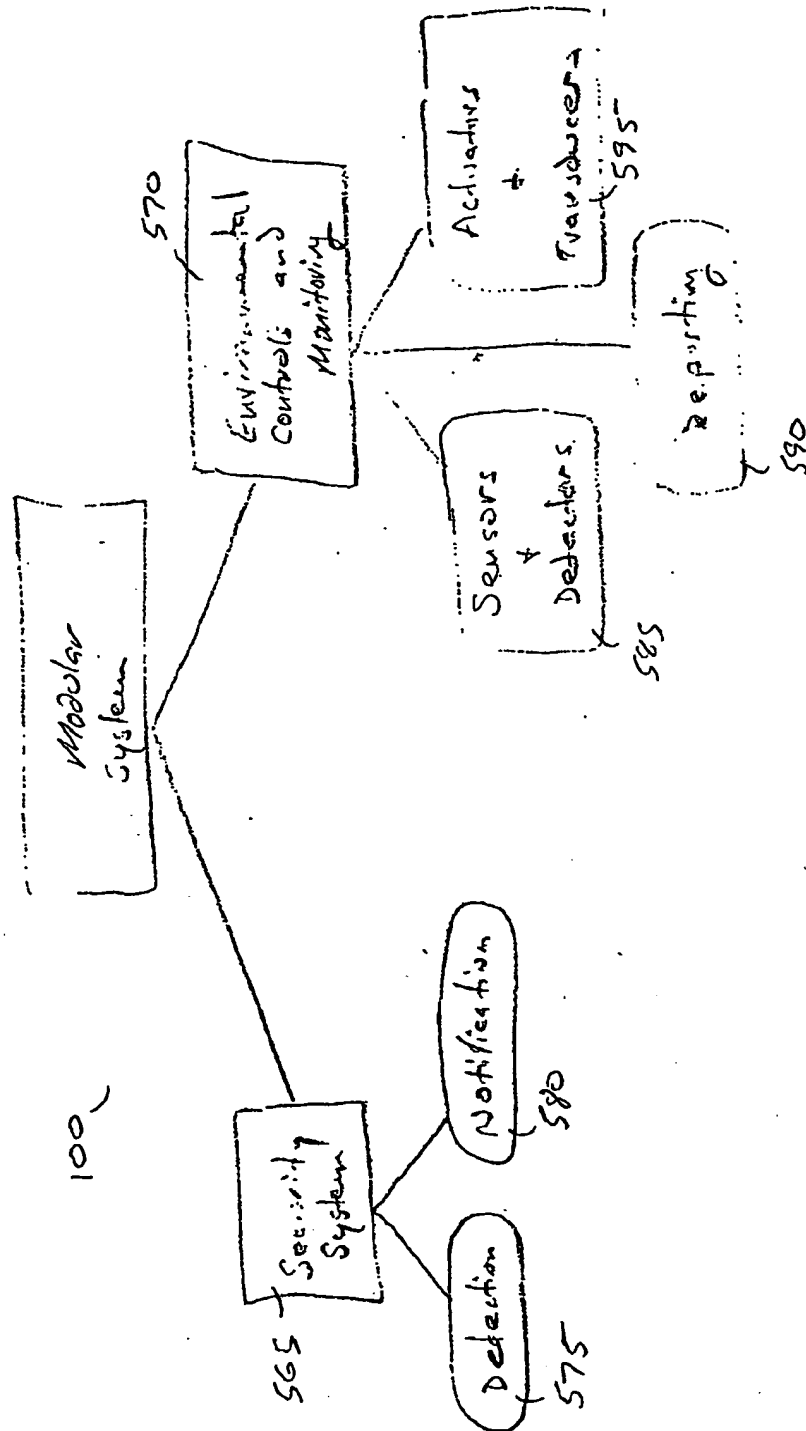 100
Modular
System
565
Security
System
570
Environmental
Controls and
Monitoring
Detection
575
Notification
580
Sensors
+
Detectors
585
Reporting
590
Activators
+
Transducers
595